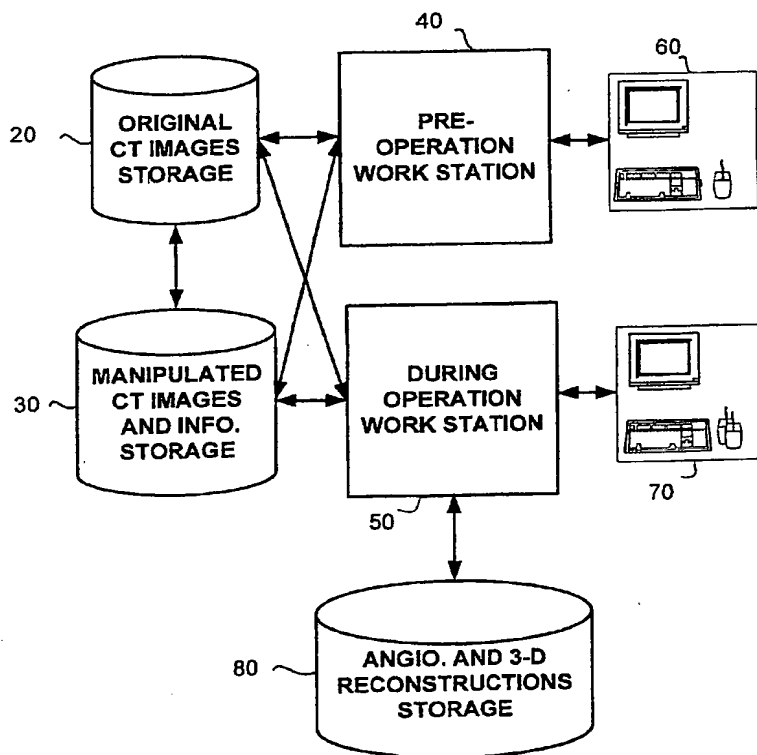 40
60
20
ORIGINAL
CT IMAGES
STORAGE
PRE-
OPERATION
WORK STATION
30
MANIPULATED
CT IMAGES
AND INFO.
STORAGE
DURING
OPERATION
WORK STATION
50
70
80
ANGIO. AND 3-D
RECONSTRUCTIONS
STORAGE